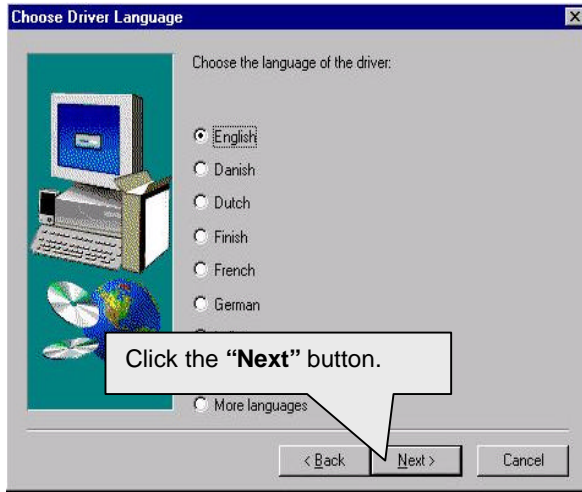 Choose Driver Language
Choose the language of the driver:
English
Danish
Dutch
Finish
French
German
Click the “Next” button.
More languages
< Back
Next >
Cancel